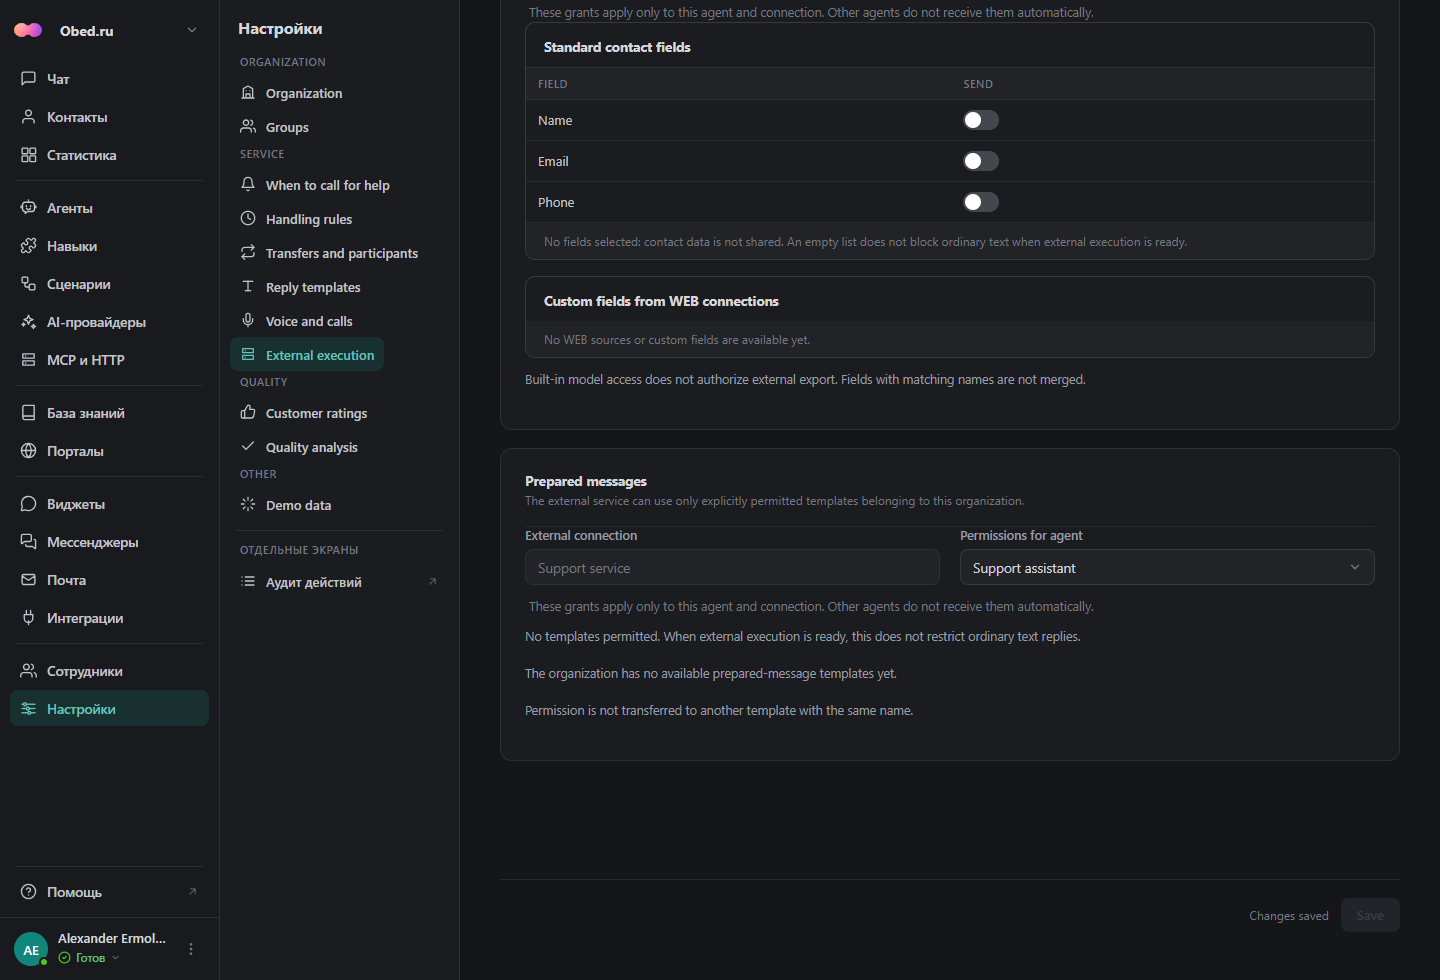 Obed.ru
Чат
Контакты
Статистика
Агенты
Навыки
Сценарии
AI-провайдеры
MCP и HTTP
База знаний
Порталы
Виджеты
Мессенджеры
Почта
Интеграции
Сотрудники
Настройки
Помощь
AE
Alexander Ermol...
Готов
Настройки
ORGANIZATION
Organization
Groups
SERVICE
When to call for help
Handling rules
Transfers and participants
Reply templates
Voice and calls
External execution
QUALITY
Customer ratings
Quality analysis
OTHER
Demo data
ОТДЕЛЬНЫЕ ЭКРАНЫ
Аудит действий
These grants apply only to this agent and connection. Other agents do not receive them automatically.
Standard contact fields
FIELD SEND
Name
Email
Phone
No fields selected: contact data is not shared. An empty list does not block ordinary text when external execution is ready.
Custom fields from WEB connections
No WEB sources or custom fields are available yet.
Built-in model access does not authorize external export. Fields with matching names are not merged.
Prepared messages
The external service can use only explicitly permitted templates belonging to this organization.
External connection Permissions for agent
Support service Support assistant
These grants apply only to this agent and connection. Other agents do not receive them automatically.
No templates permitted. When external execution is ready, this does not restrict ordinary text replies.
The organization has no available prepared-message templates yet.
Permission is not transferred to another template with the same name.
Changes saved Save